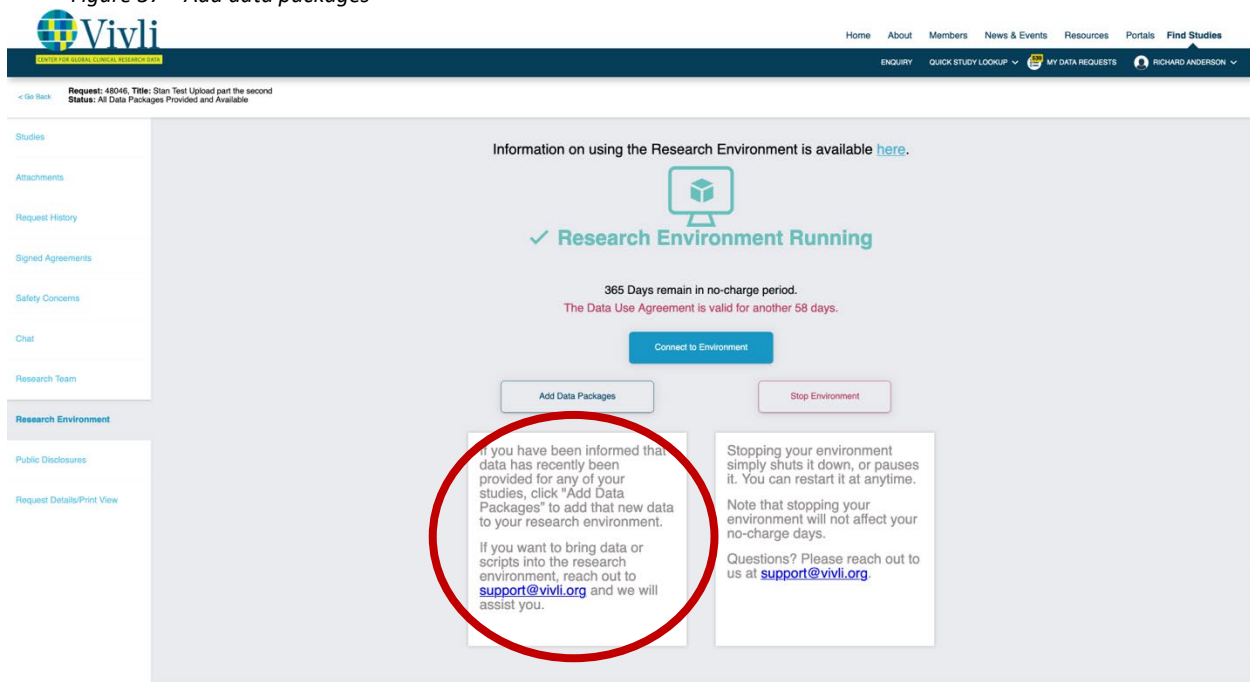 Figure 37 – Add data packages
Vivli
CENTER FOR GLOBAL CLINICAL RESEARCH DATA
Home About Members News & Events Resources Portals Find Studies
ENQUIRY QUICK STUDY LOOKUP MY DATA REQUESTS RICHARD ANDERSON
< Go Back
Request: 48046, Title: Stan Test Upload part the second
Status: All Data Packages Provided and Available
Studies
Attachments
Request History
Signed Agreements
Safety Concerns
Chat
Research Team
Research Environment
Public Disclosures
Request Details/Print View
Information on using the Research Environment is available here.
Research Environment Running
365 Days remain in no-charge period.
The Data Use Agreement is valid for another 58 days.
Connect to Environment
Add Data Packages
Stop Environment
If you have been informed that
data has recently been
provided for any of your
studies, click "Add Data
Packages" to add that new data
to your research environment.
If you want to bring data or
scripts into the research
environment, reach out to
support@vivli.org and we will
assist you.
Stopping your environment
simply shuts it down, or pauses
it. You can restart it at anytime.
Note that stopping your
environment will not affect your
no-charge days.
Questions? Please reach out to
us at support@vivli.org.